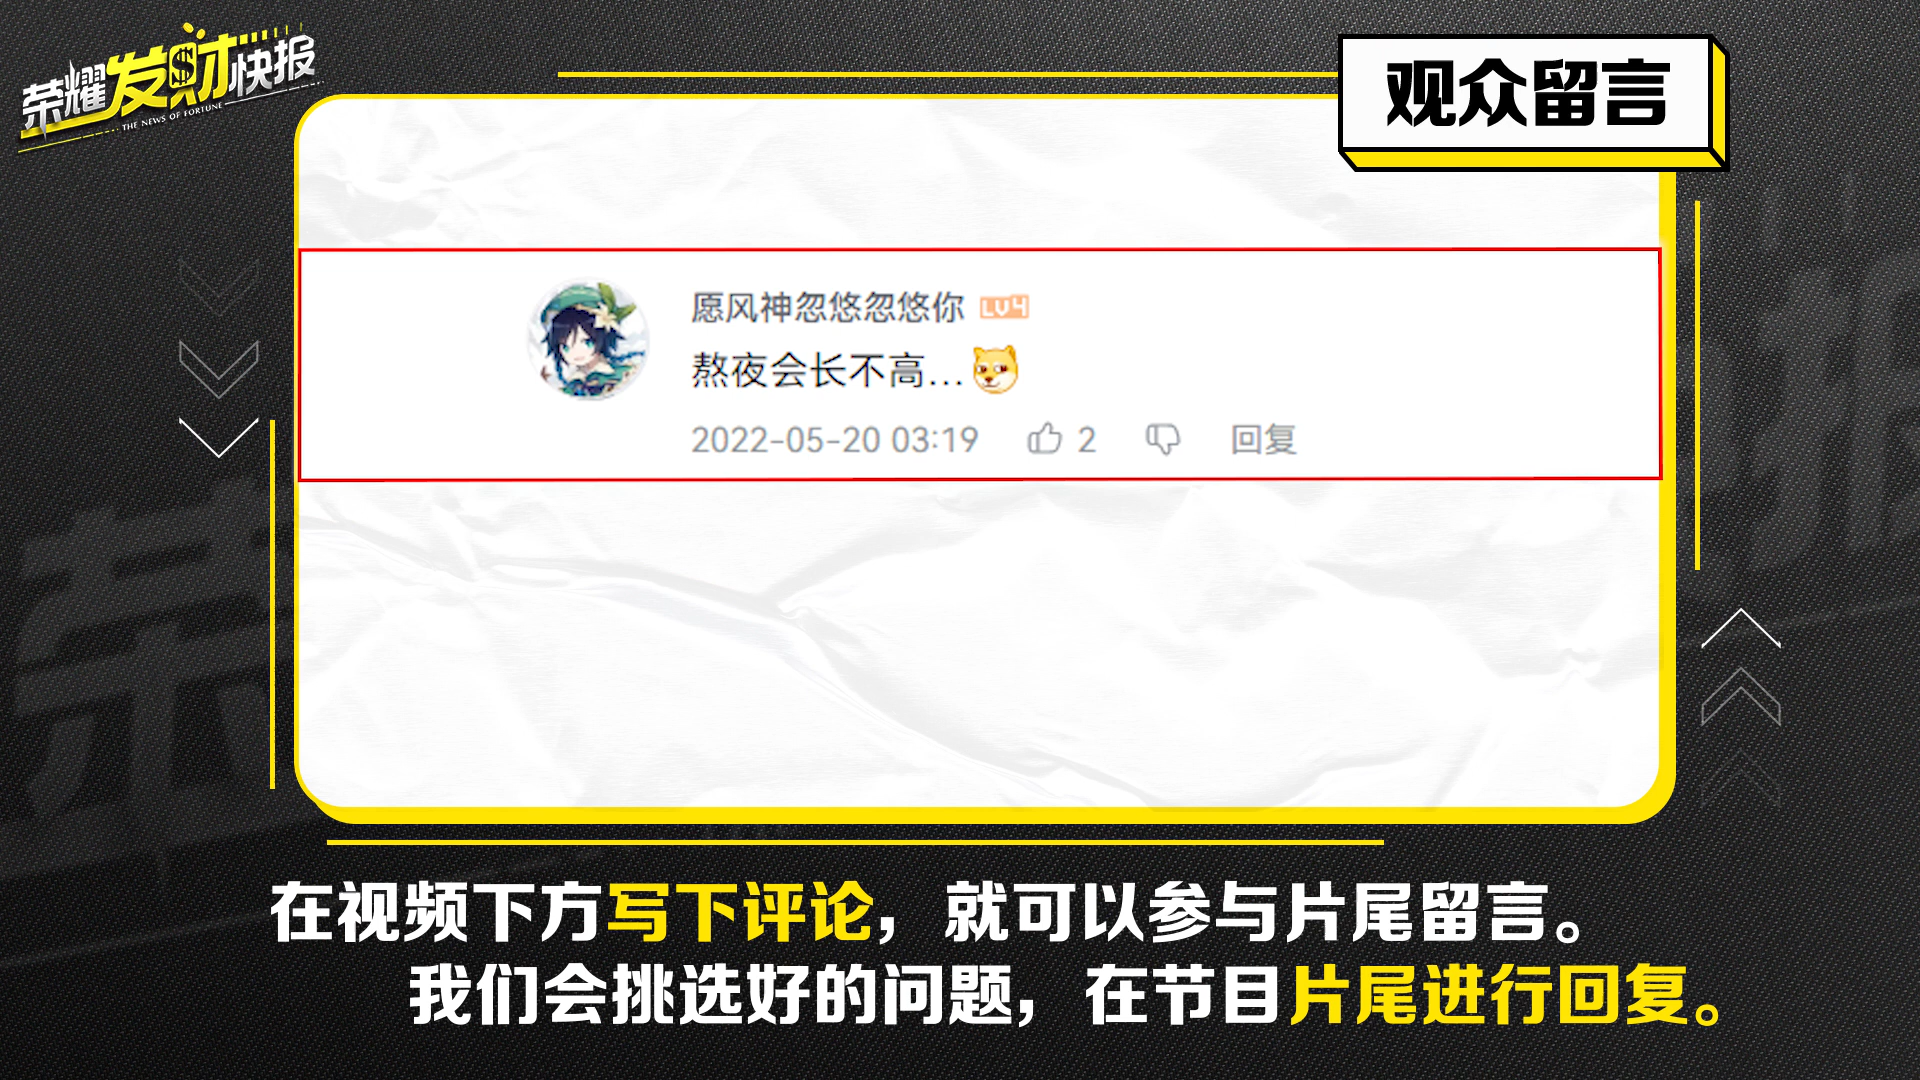 荣耀发财快报
THE NEWS OF FORTUNE
观众留言
愿风神忽悠忽悠你 LV4
熬夜会长不高...
2022-05-20 03:19 2 回复
在视频下方写下评论，就可以参与片尾留言。
我们会挑选好的问题，在节目片尾进行回复。